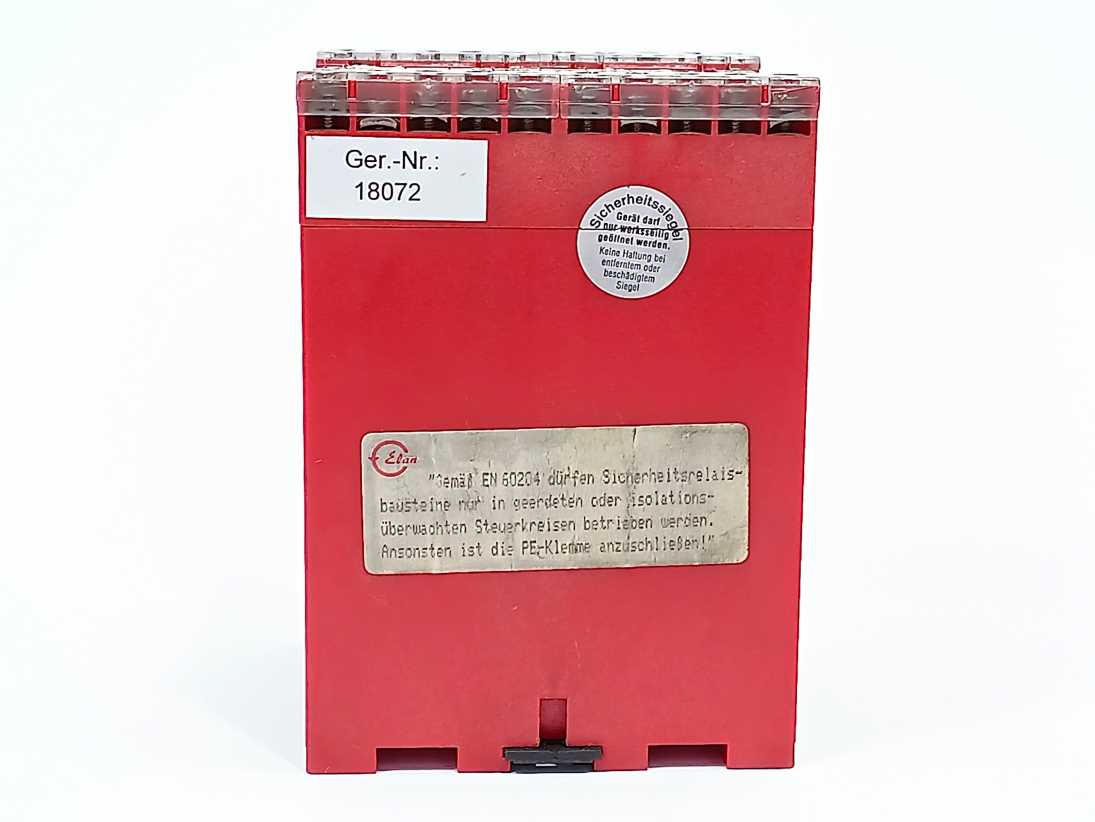 Ger.-Nr.:
18072
Sicherheitssiegel
Gerät darf
nur werksseitig
geöffnet werden.
Keine Haftung bei
entferntem oder
beschädigtem
Siegel
Elan
"Gemäß EN 60204 dürfen Sicherheitsrelais-
bausteine nur in geerdeten oder isolations-
überwachten Steuerkreisen betrieben werden.
Ansonsten ist die PE-Klemme anzuschließen!"